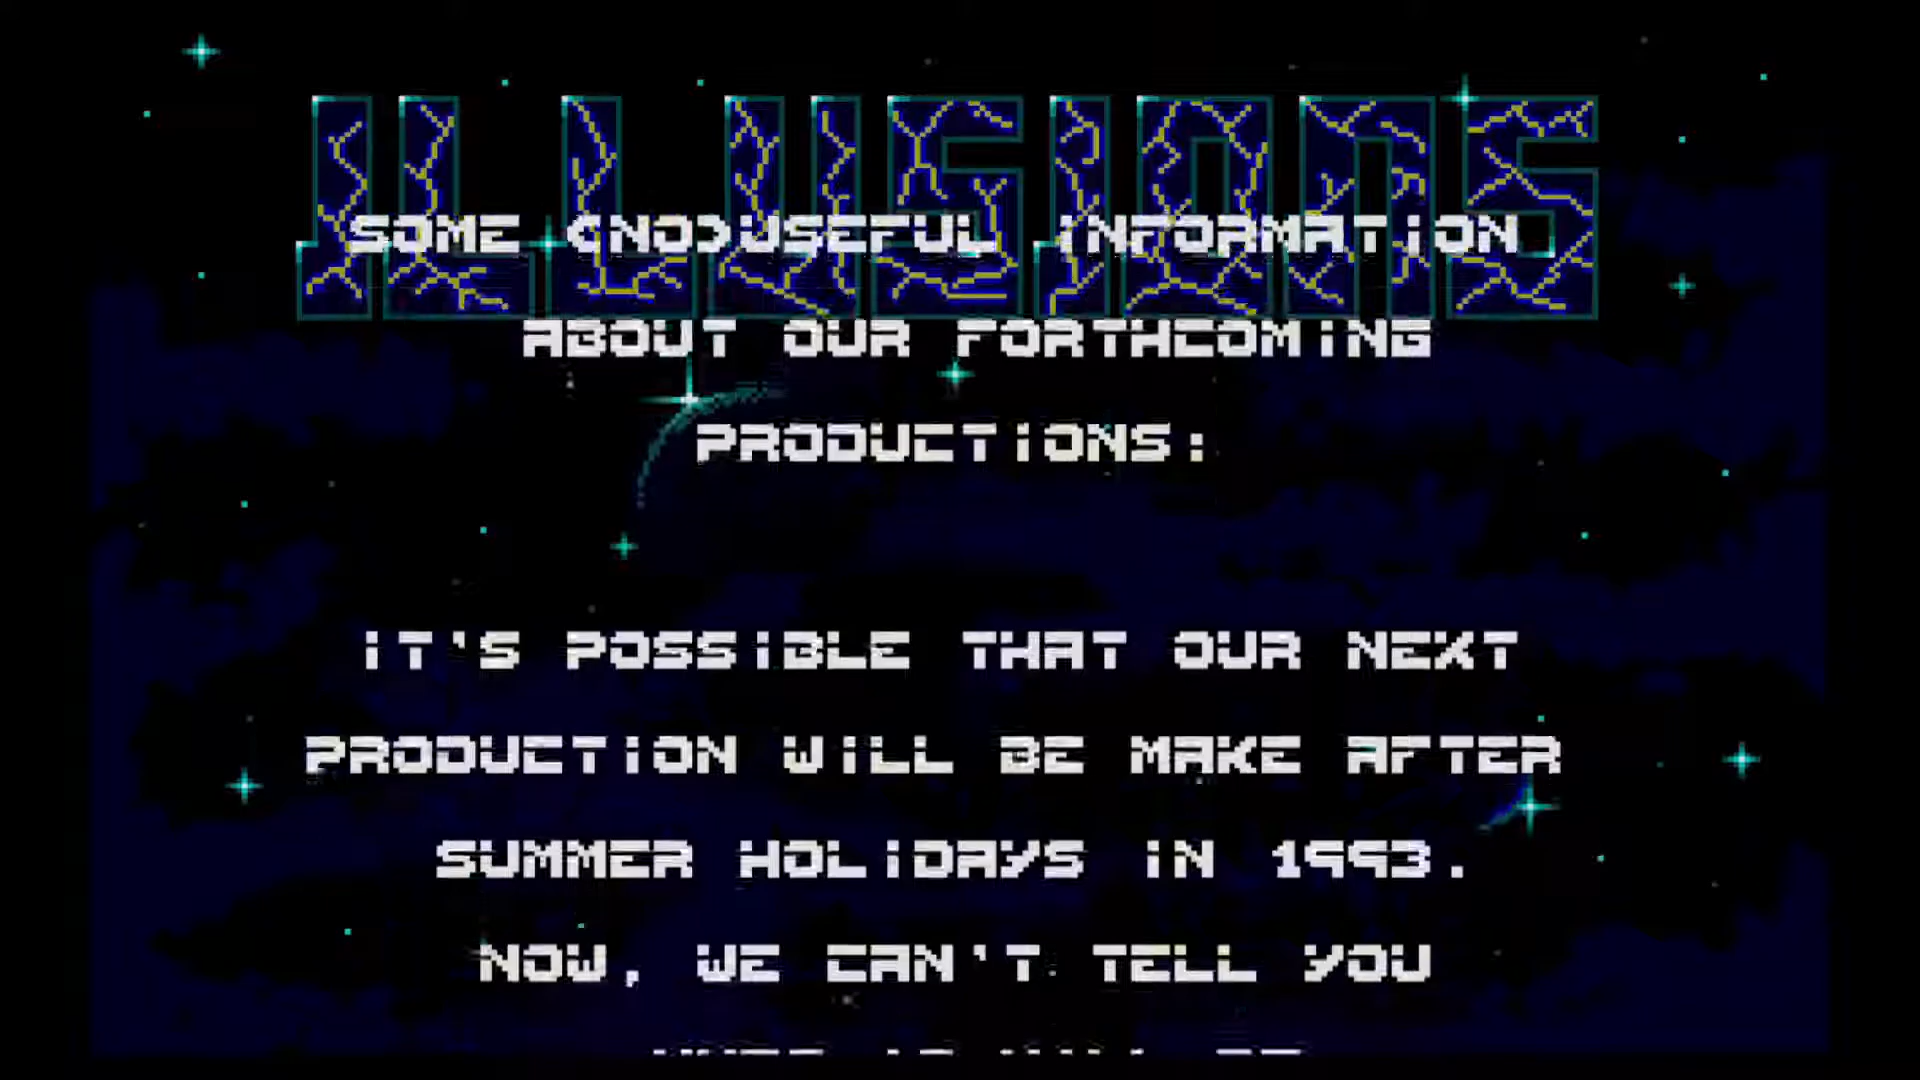 ILLUSIONS
SOME (NO)USEFUL INFORMATION
ABOUT OUR FORTHCOMING
PRODUCTIONS:
IT'S POSSIBLE THAT OUR NEXT
PRODUCTION WILL BE MAKE AFTER
SUMMER HOLIDAYS IN 1993.
NOW, WE CAN'T TELL YOU